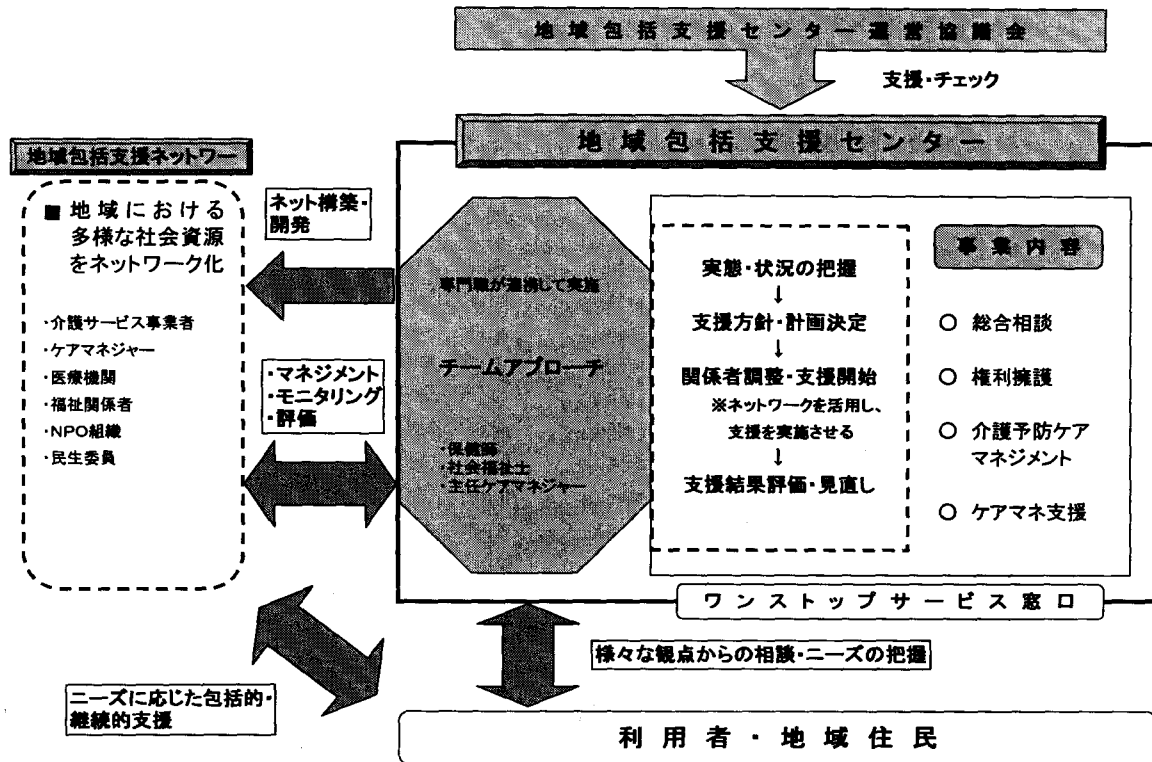 地域包括支援センター運営協議会
支援・チェック
地域包括支援センター
地域包括支援ネットワー
■ 地域における
多様な社会資源
をネットワーク化
・介護サービス事業者
・ケアマネジャー
・医療機関
・福祉関係者
・NPO組織
・民生委員
ネット構築・
開発
・マネジメント
・モニタリング
・評価
専門職が連携して実施
チームアプローチ
・保健師
・社会福祉士
・主任ケアマネジャー
実態・状況の把握
↓
支援方針・計画決定
↓
関係者調整・支援開始
※ネットワークを活用し、
支援を実施させる
↓
支援結果評価・見直し
事業内容
○ 総合相談
○ 権利擁護
○ 介護予防ケア
マネジメント
○ ケアマネ支援
ワンストップサービス窓口
様々な観点からの相談・ニーズの把握
ニーズに応じた包括的・
継続的支援
利用者・地域住民